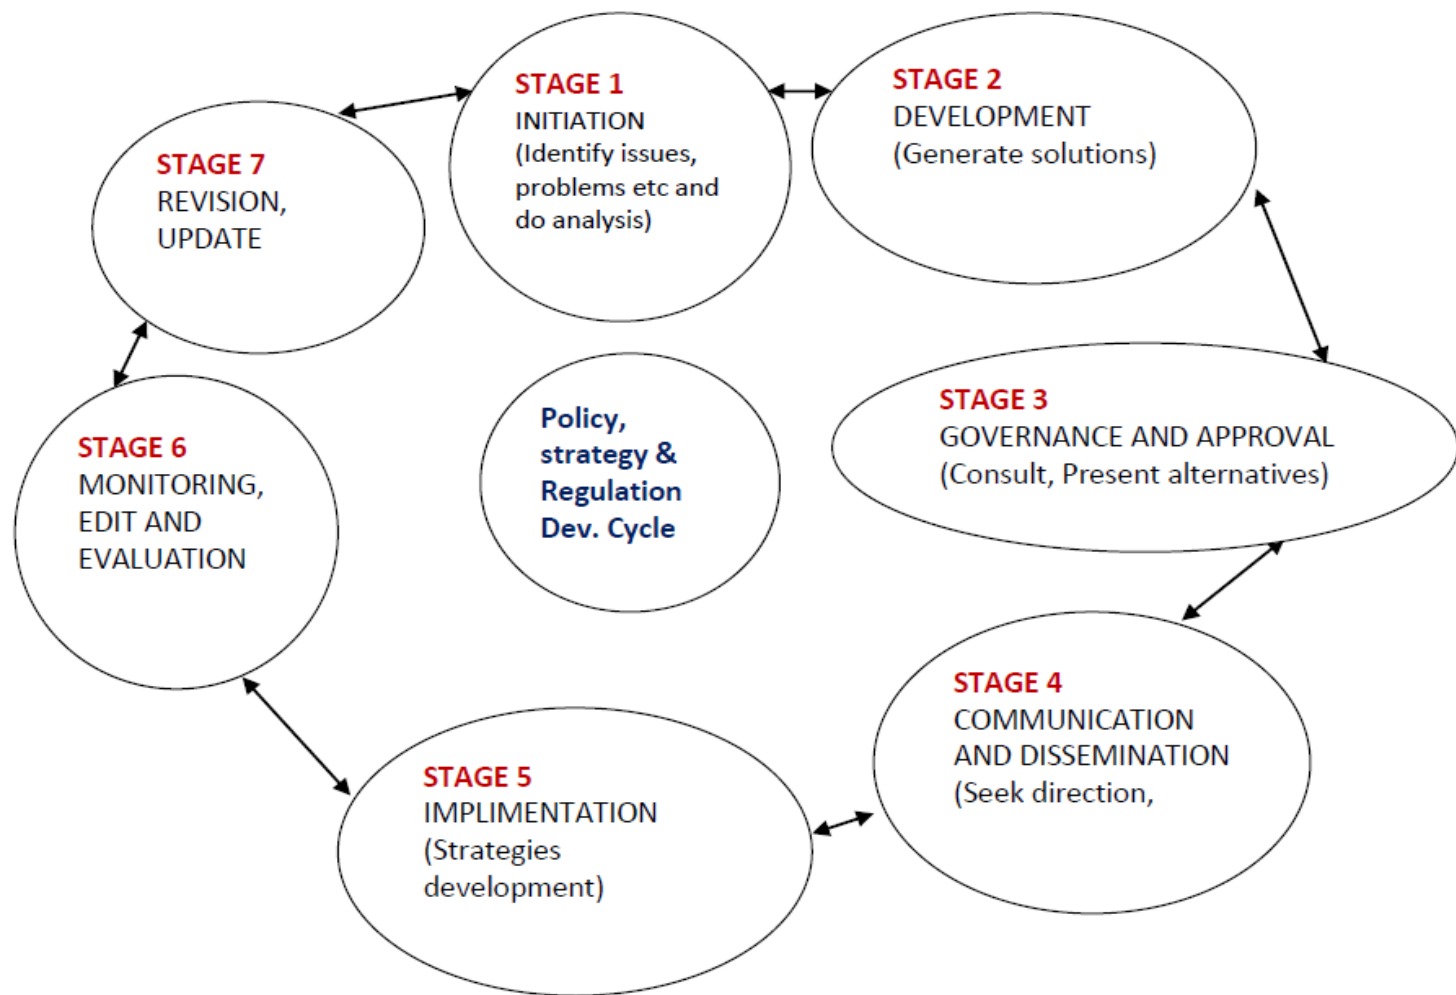 STAGE 1
INITIATION
(Identify issues,
problems etc and
do analysis)
STAGE 2
DEVELOPMENT
(Generate solutions)
STAGE 3
GOVERNANCE AND APPROVAL
(Consult, Present alternatives)
STAGE 4
COMMUNICATION
AND DISSEMINATION
(Seek direction,
STAGE 5
IMPLIMENTATION
(Strategies
development)
STAGE 6
MONITORING,
EDIT AND
EVALUATION
STAGE 7
REVISION,
UPDATE
Policy,
strategy &
Regulation
Dev. Cycle